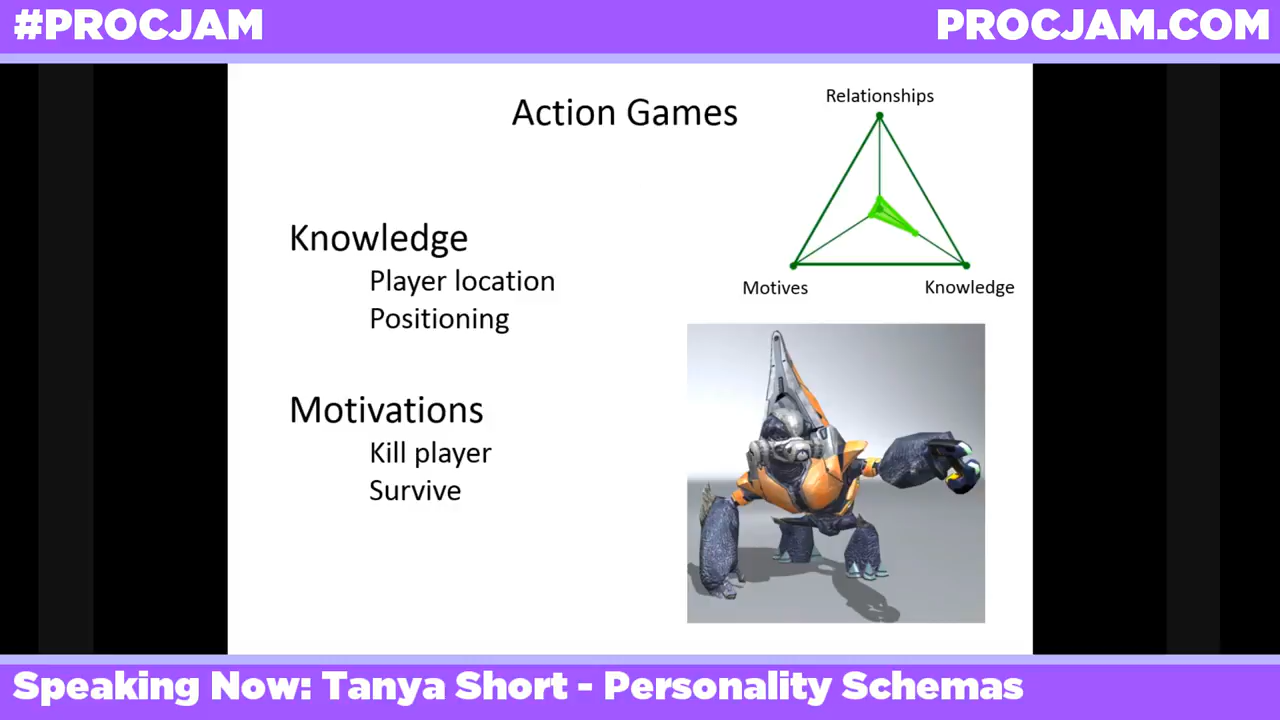 #PROCJAM
PROCJAM.COM
Action Games
Relationships
Motives
Knowledge
Knowledge
Player location
Positioning
Motivations
Kill player
Survive
Speaking Now: Tanya Short - Personality Schemas